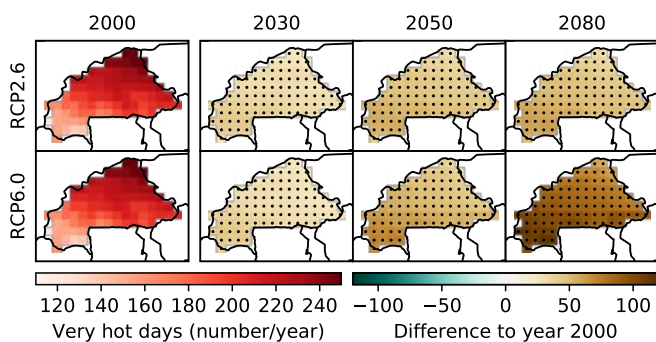 2000 2030 2050 2080
RCP2.6
RCP6.0
120 140 160 180 200 220 240
−100 −50 0 50 100
Very hot days (number/year)
Difference to year 2000